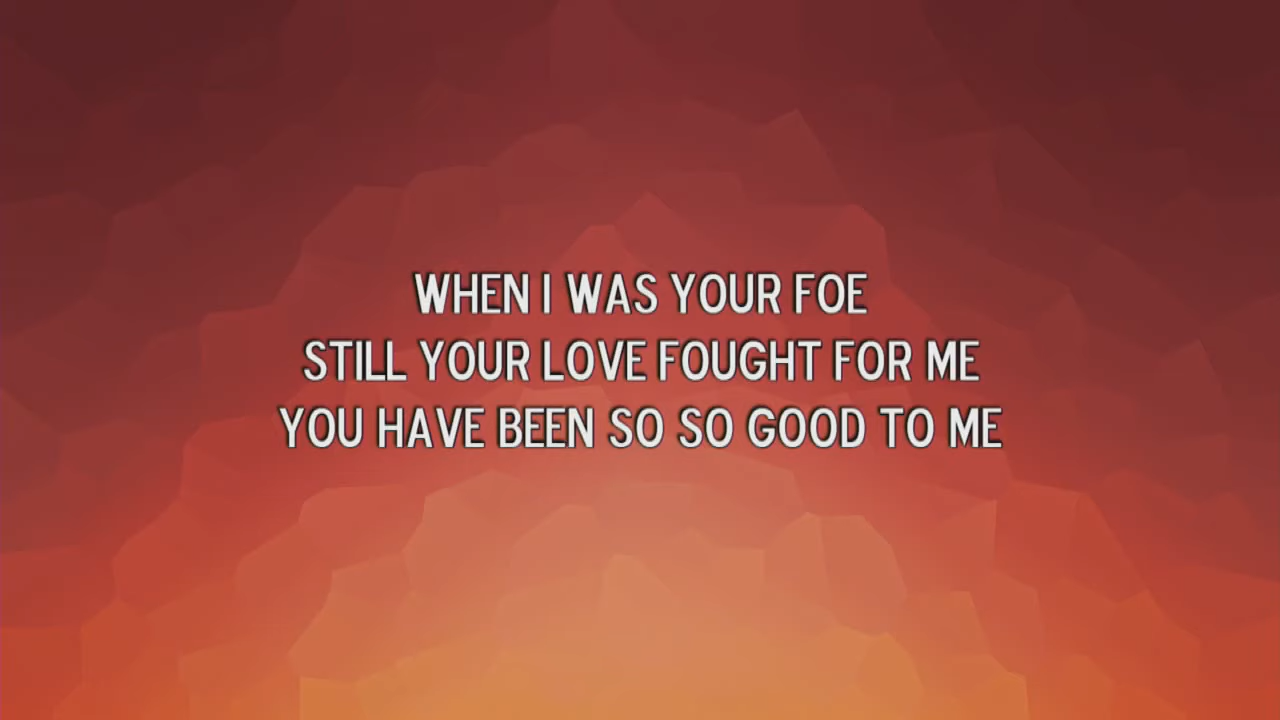 WHEN I WAS YOUR FOE
STILL YOUR LOVE FOUGHT FOR ME
YOU HAVE BEEN SO SO GOOD TO ME